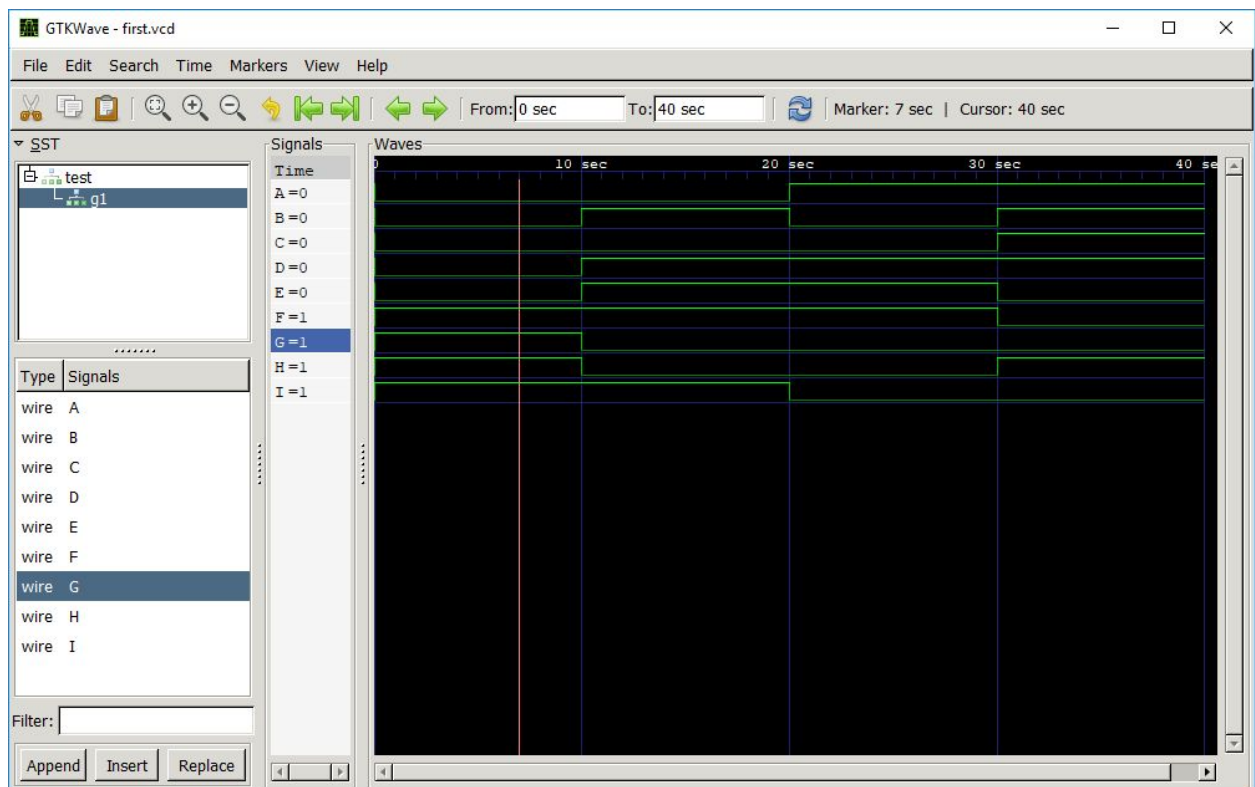 GTKWave - first.vcd
File Edit Search Time Markers View Help
From: 0 sec To: 40 sec Marker: 7 sec | Cursor: 40 sec
SST
test
g1
Type Signals
wire A
wire B
wire C
wire D
wire E
wire F
wire G
wire H
wire I
Filter:
Append Insert Replace
Signals
Time
A=0
B=0
C=0
D=0
E=0
F=1
G=1
H=1
I=1
Waves
0 10 sec 20 sec 30 sec 40 se